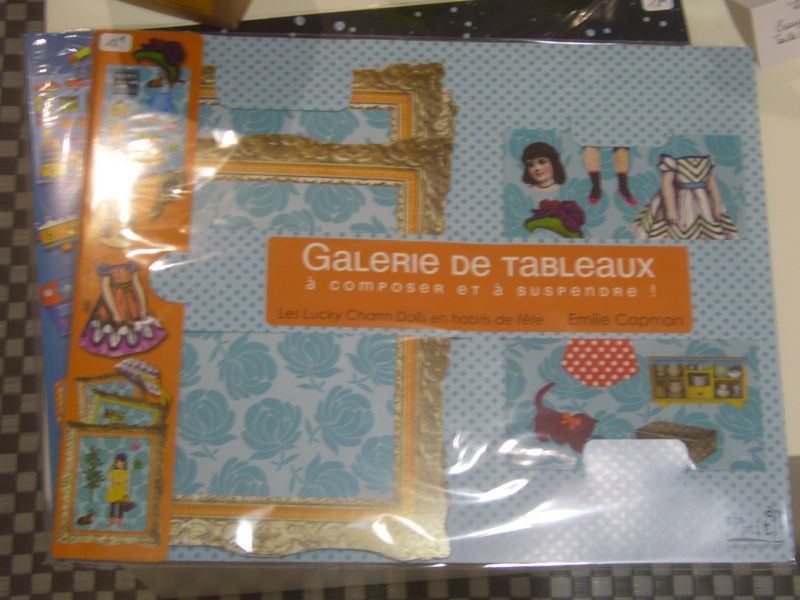 GALERIE DE TABLEAUX
à composer et à suspendre !
Les Lucky Charm Dolls en habits de fête Emilie Capman